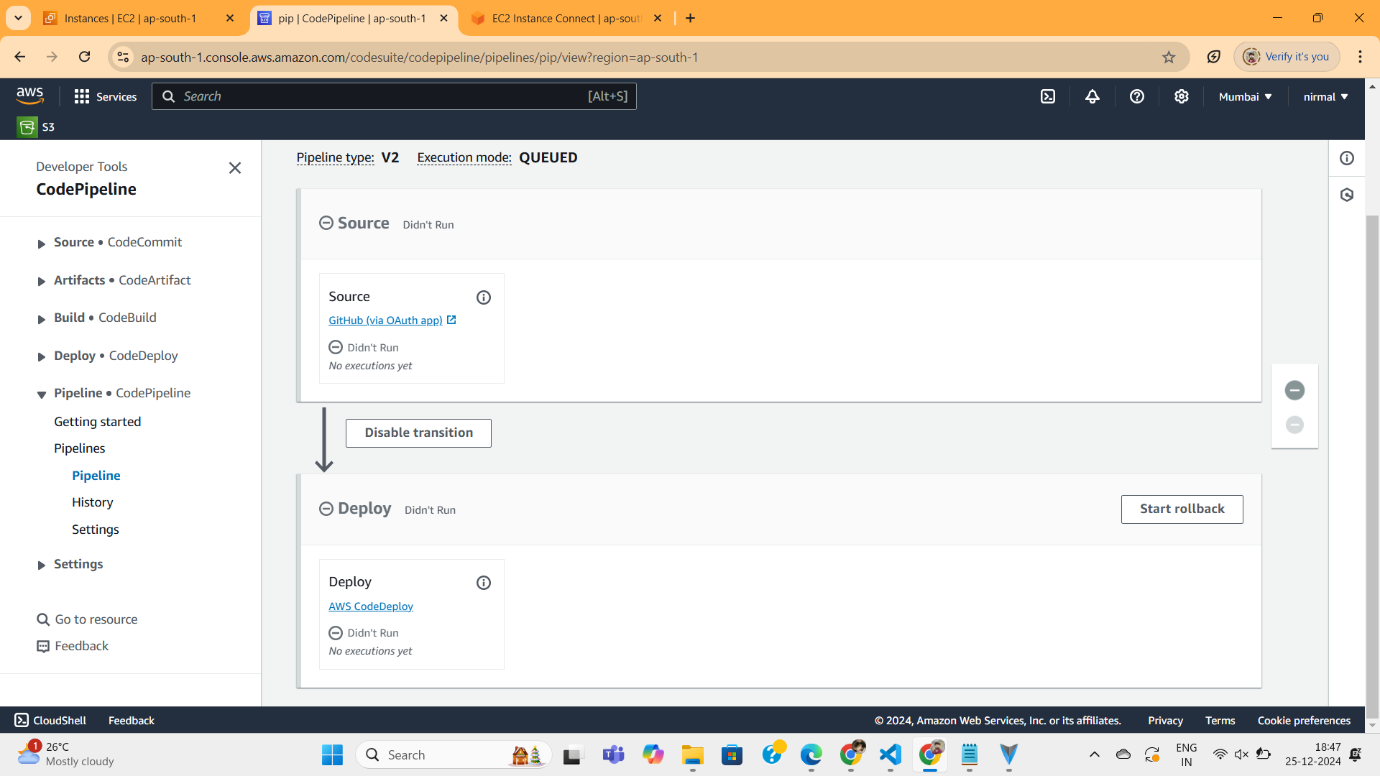 Instances | EC2 | ap-south-1
pip | CodePipeline | ap-south-1
EC2 Instance Connect | ap-sout
ap-south-1.console.aws.amazon.com/codesuite/codepipeline/pipelines/pip/view?region=ap-south-1
Verify it's you
aws
Services
Search
[Alt+S]
Mumbai
nirmal
S3
Developer Tools
CodePipeline
Source • CodeCommit
Artifacts • CodeArtifact
Build • CodeBuild
Deploy • CodeDeploy
Pipeline • CodePipeline
Getting started
Pipelines
Pipeline
History
Settings
Settings
Go to resource
Feedback
Pipeline type: V2 Execution mode: QUEUED
Source Didn't Run
Source
GitHub (via OAuth app)
Didn't Run
No executions yet
Disable transition
Deploy Didn't Run
Start rollback
Deploy
AWS CodeDeploy
Didn't Run
No executions yet
CloudShell
Feedback
© 2024, Amazon Web Services, Inc. or its affiliates.
Privacy
Terms
Cookie preferences
1
26°C
Mostly cloudy
Search
ENG
IN
18:47
25-12-2024